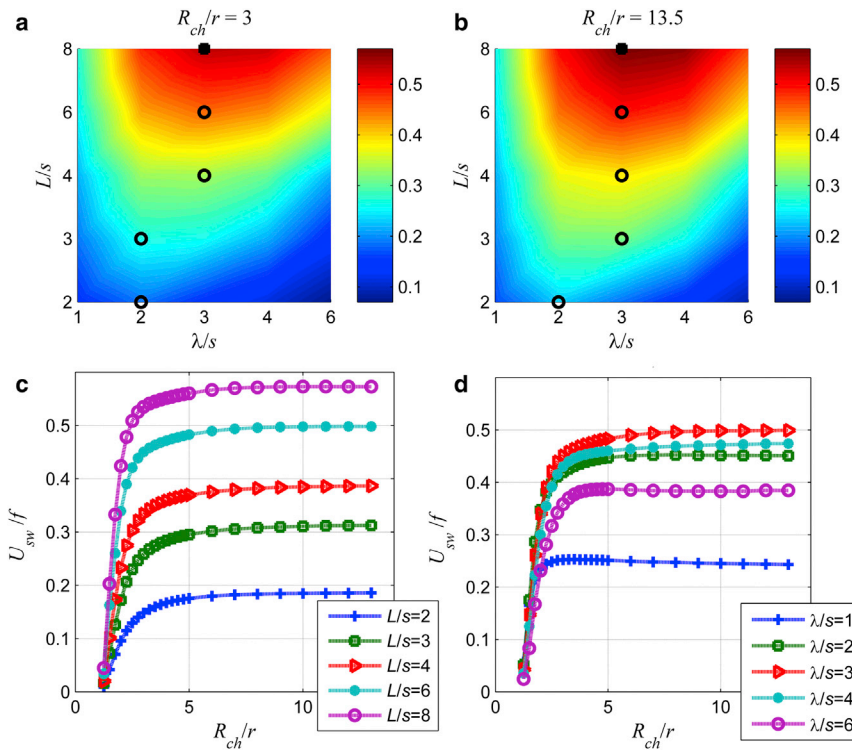 a
R_ch/r = 3
8
6
L/s
4
3
2
1 2 3 4 5 6
λ/s
0.5
0.4
0.3
0.2
0.1
b
R_ch/r = 13.5
8
6
L/s
4
3
2
1 2 3 4 5 6
λ/s
0.5
0.4
0.3
0.2
0.1
c
U_sw/f
0.5
0.4
0.3
0.2
0.1
0
0 5 10
R_ch/r
L/s=2
L/s=3
L/s=4
L/s=6
L/s=8
d
U_sw/f
0.5
0.4
0.3
0.2
0.1
0
0 5 10
R_ch/r
λ/s=1
λ/s=2
λ/s=3
λ/s=4
λ/s=6